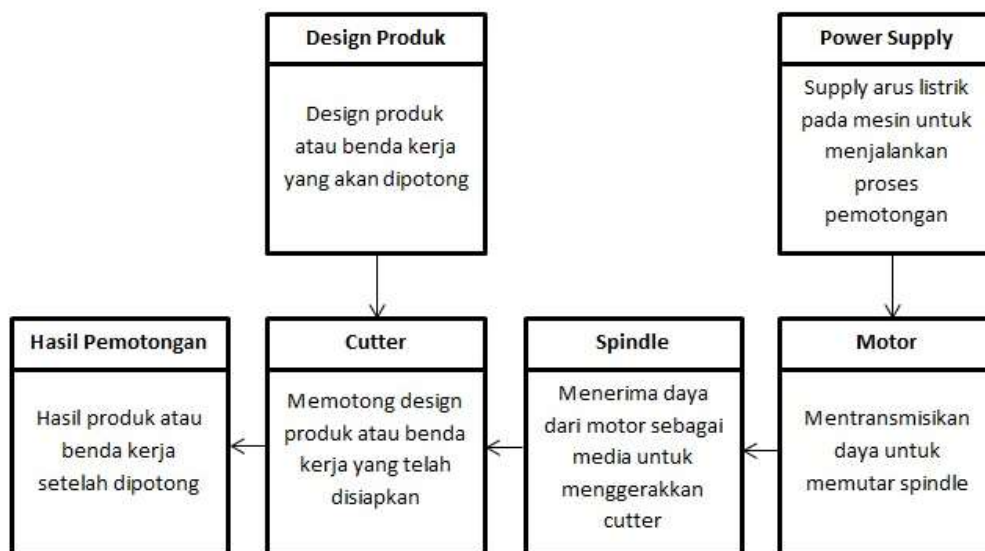 Design Produk
Design produk
atau benda kerja
yang akan dipotong
Power Supply
Supply arus listrik
pada mesin untuk
menjalankan
proses
pemotongan
Hasil Pemotongan
Hasil produk atau
benda kerja
setelah dipotong
Cutter
Memotong design
produk atau benda
kerja yang telah
disiapkan
Spindle
Menerima daya
dari motor sebagai
media untuk
menggerakkan
cutter
Motor
Mentransmisikan
daya untuk
memutar spindle